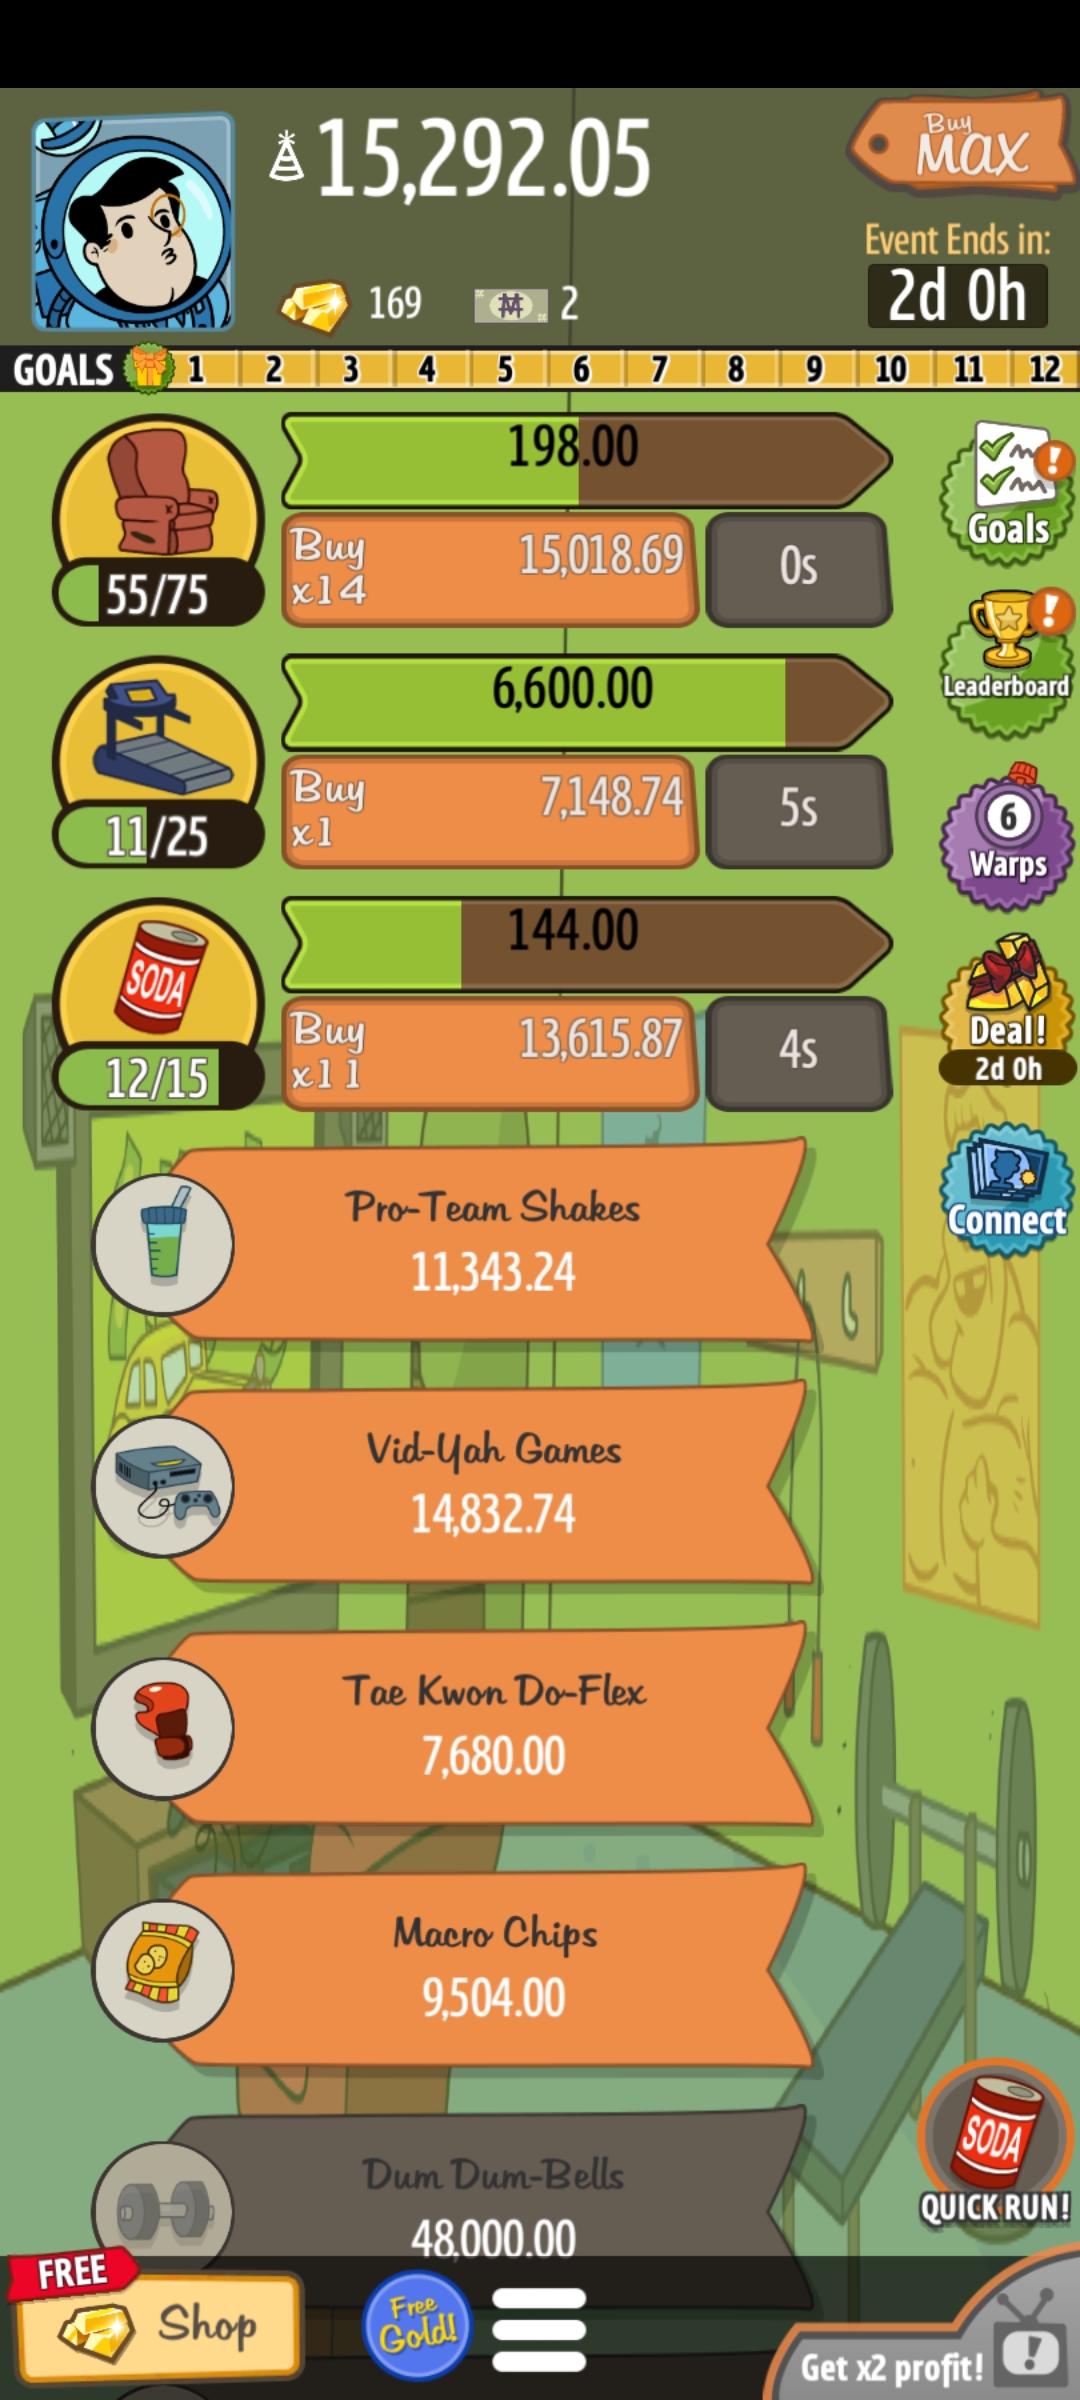 15,292.05
Buy
MAX
Event Ends in:
2d 0h
169
2
GOALS 1 2 3 4 5 6 7 8 9 10 11 12
198.00
Buy
x14
15,018.69
0s
55/75
Goals
6,600.00
Buy
x1
7,148.74
5s
11/25
Leaderboard
6
Warps
144.00
SODA
Buy
x11
13,615.87
4s
12/15
Deal!
2d 0h
Connect
Pro-Team Shakes
11,343.24
Vid-Yah Games
14,832.74
Tae Kwon Do-Flex
7,680.00
Macro Chips
9,504.00
Dum Dum-Bells
48,000.00
SODA
QUICK RUN!
FREE
Shop
Free
Gold!
Get x2 profit!
!